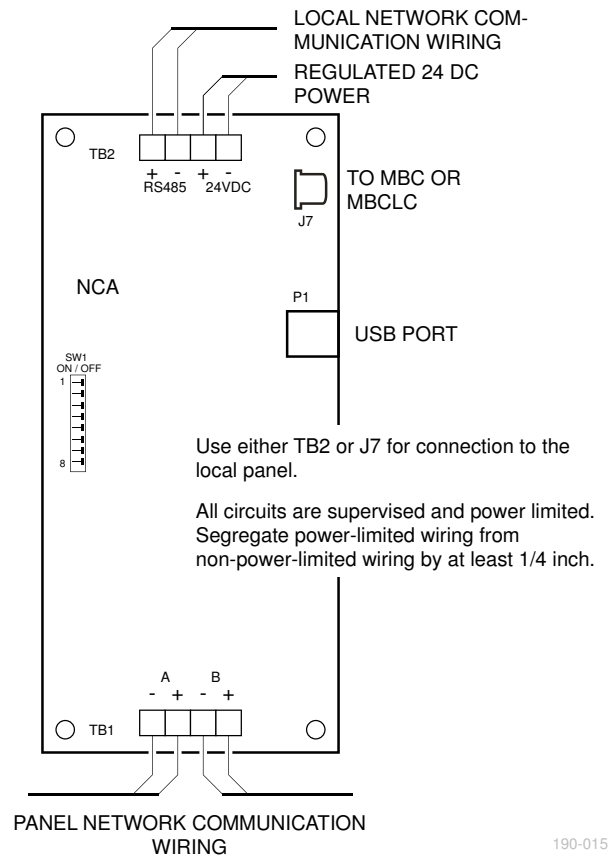 LOCAL NETWORK COM-
MUNICATION WIRING
REGULATED 24 DC
POWER
TB2
+ - + -
RS485 24VDC
TO MBC OR
MBCLC
J7
NCA
P1
USB PORT
SW1
ON / OFF
1
8
Use either TB2 or J7 for connection to the
local panel.
All circuits are supervised and power limited.
Segregate power-limited wiring from
non-power-limited wiring by at least 1/4 inch.
A B
- + - +
TB1
PANEL NETWORK COMMUNICATION
WIRING
190-015